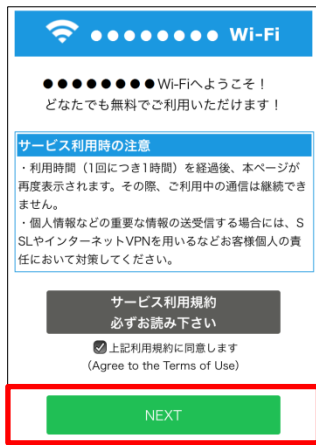 ●●●●●●●● Wi-Fi
●●●●●●●●Wi-Fiへようこそ！
どなたでも無料でご利用いただけます！
サービス利用時の注意
・利用時間（1回につき1時間）を経過後、本ページが
再度表示されます。その際、ご利用中の通信は継続でき
ません。
・個人情報などの重要な情報の送受信する場合には、S
SLやインターネットVPNを用いるなどお客様個人の責
任において対策してください。
サービス利用規約
必ずお読み下さい
上記利用規約に同意します
（Agree to the Terms of Use）
NEXT